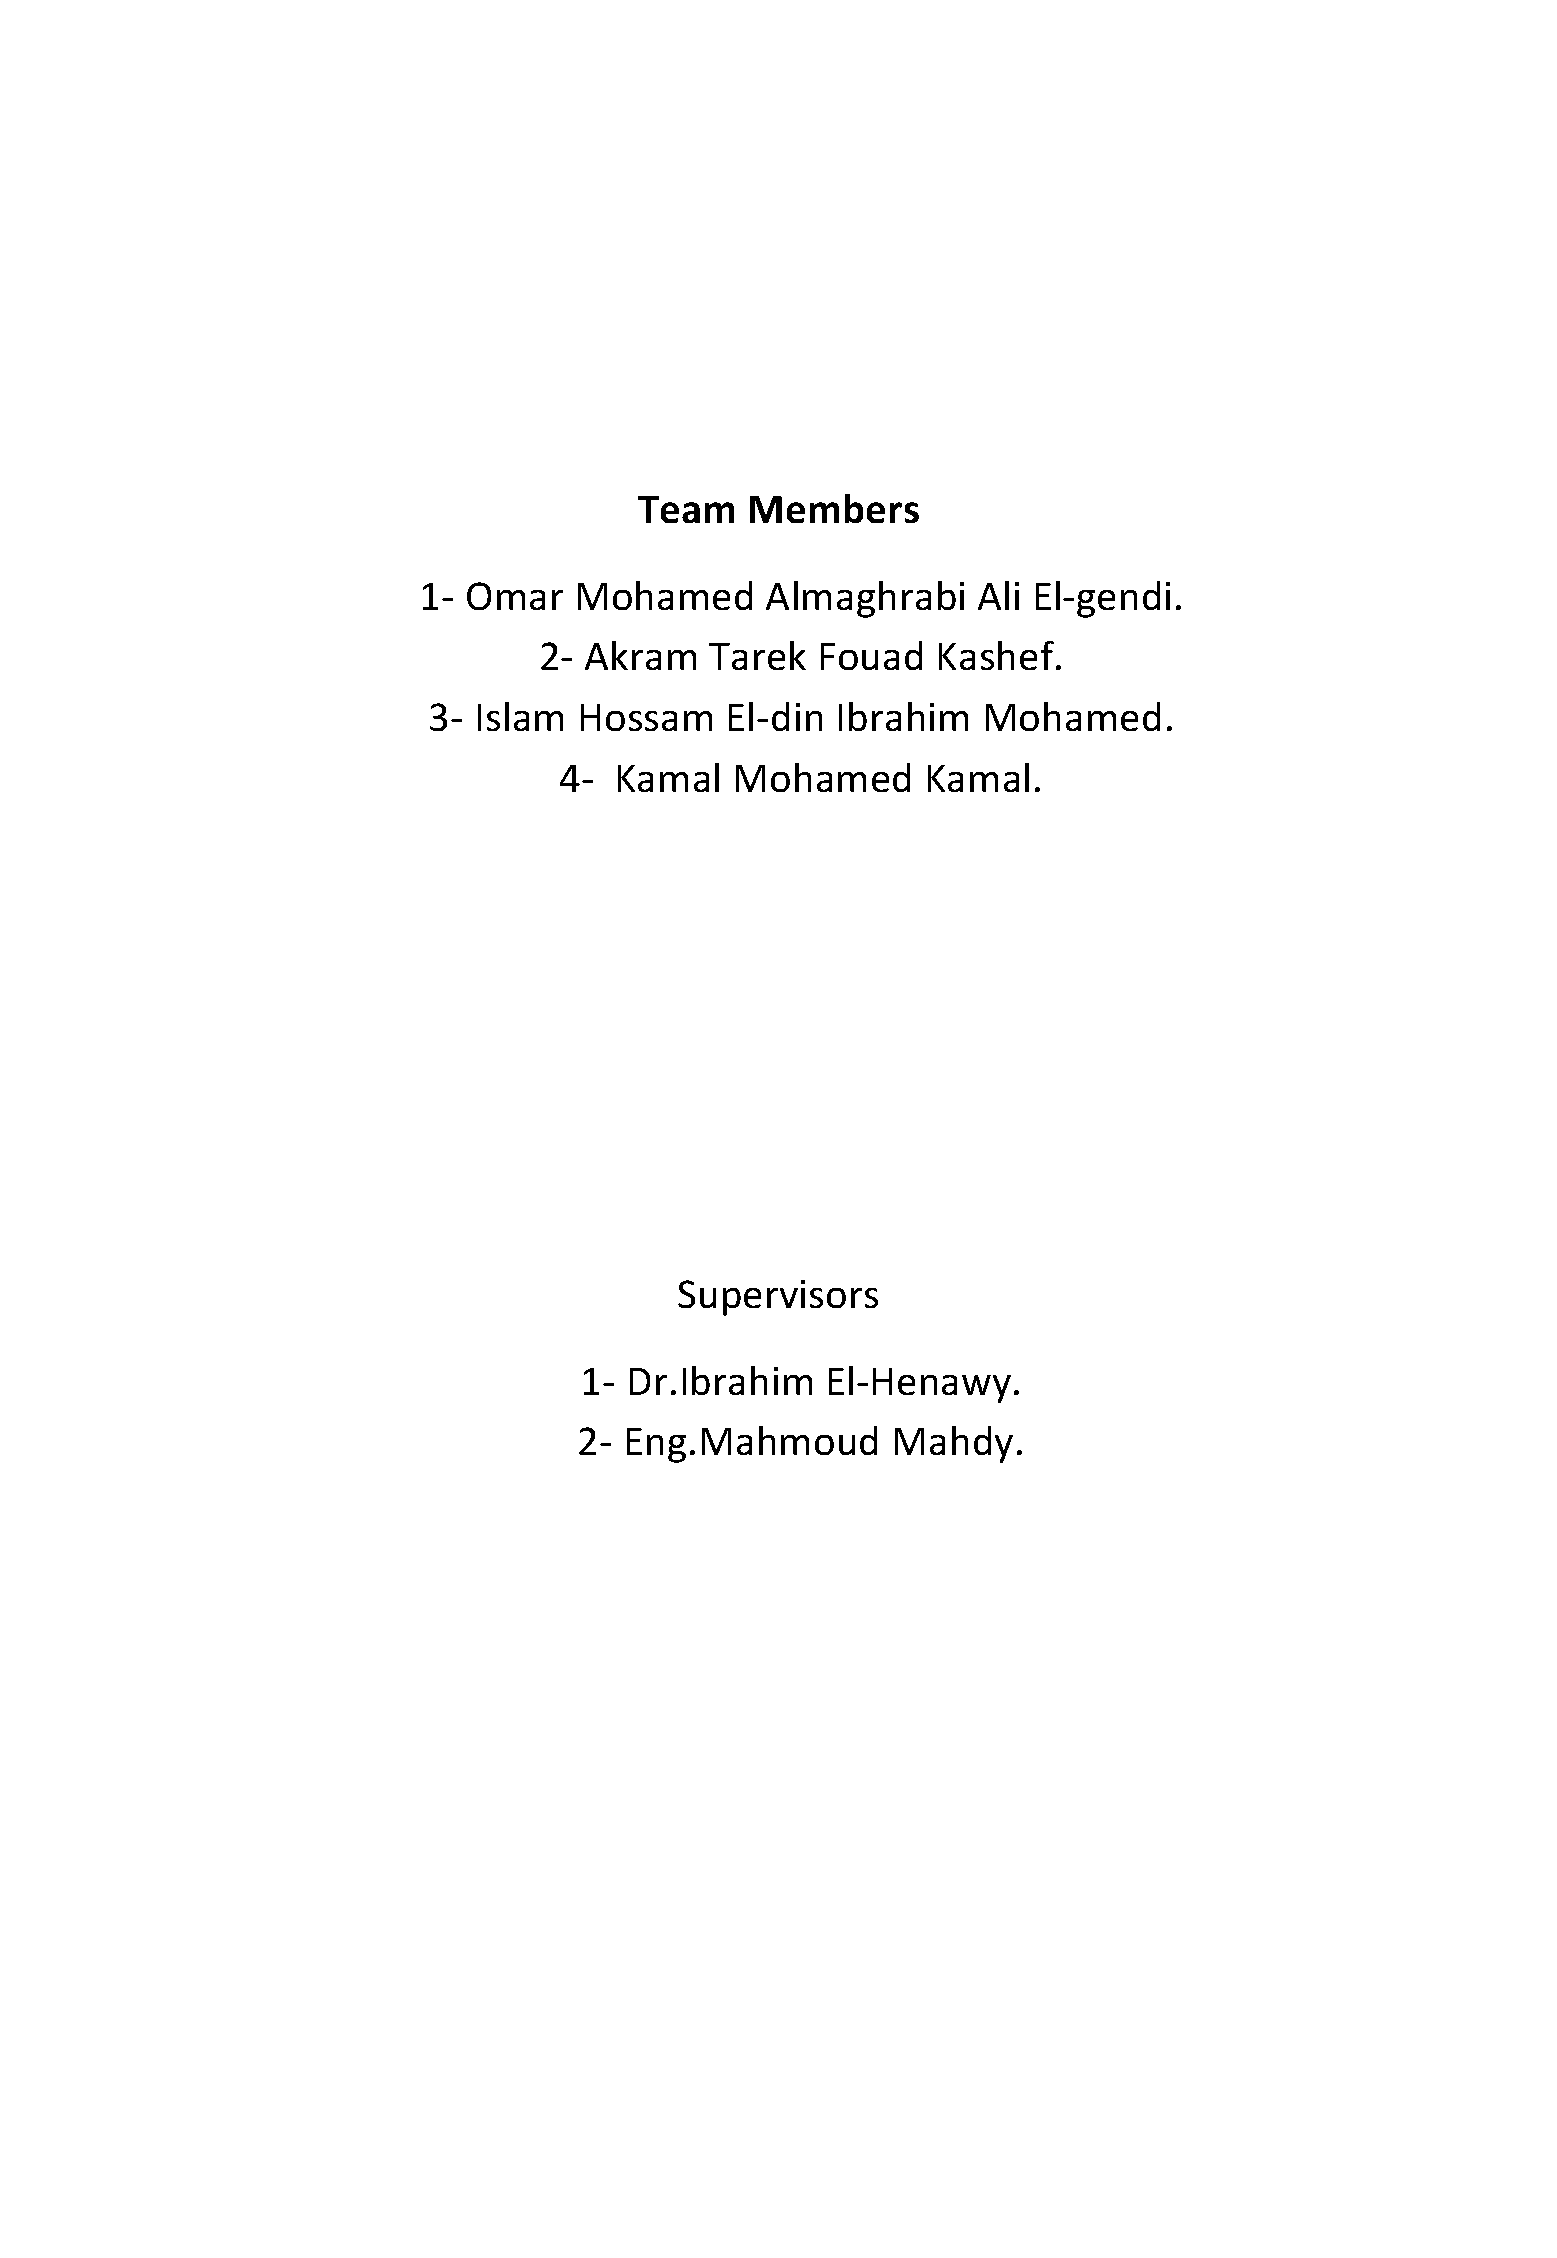 Team Members
1- Omar Mohamed Almaghrabi Ali El-gendi.
2- Akram Tarek Fouad Kashef.
3- Islam Hossam El-din Ibrahim Mohamed.
4-  Kamal Mohamed Kamal.
Supervisors
1- Dr.Ibrahim El-Henawy.
2- Eng.Mahmoud Mahdy.